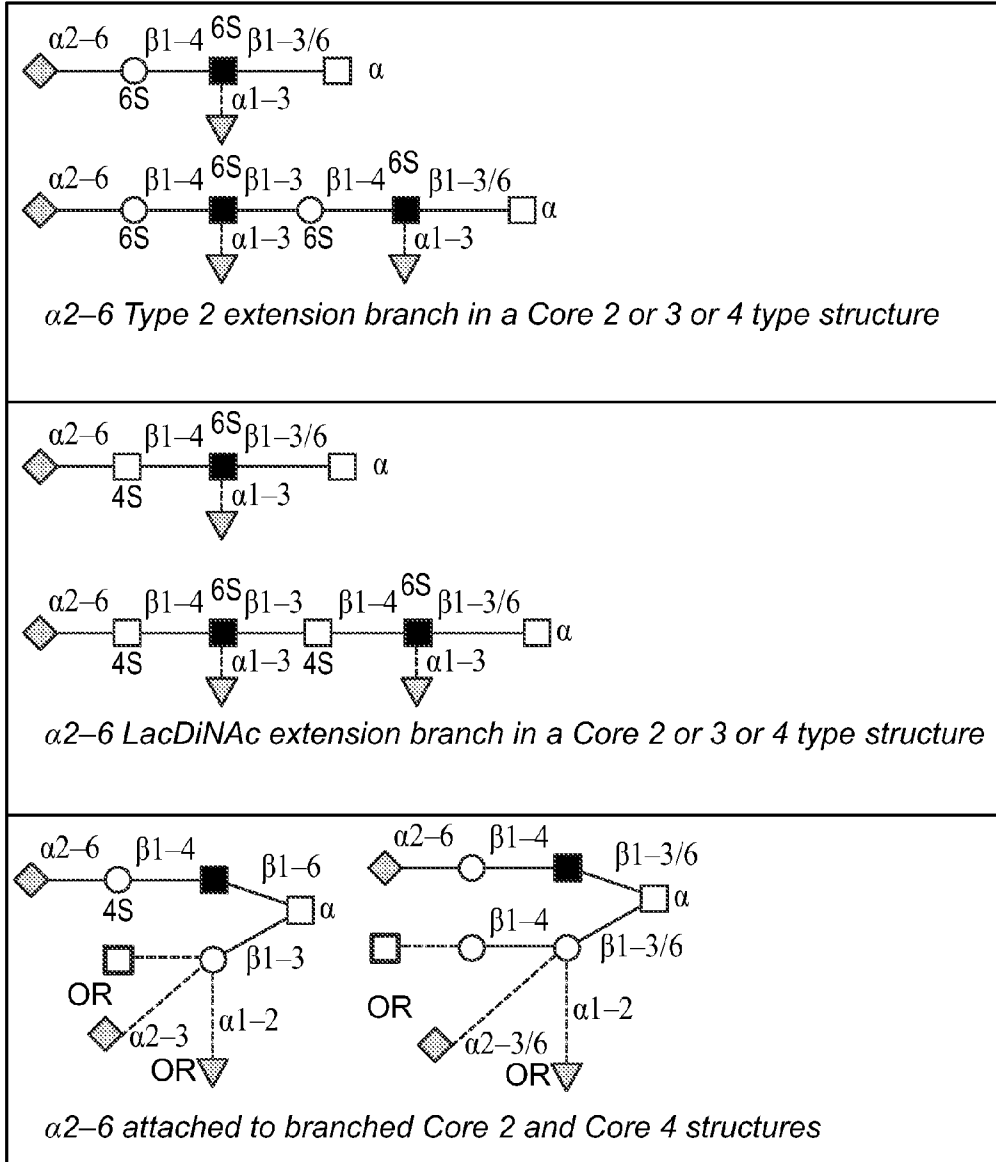 α2–6 β1–4 6S β1–3/6
α
6S α1–3
α2–6 β1–4 6S β1–3 β1–4 6S β1–3/6
α
6S α1–3 6S α1–3
α2–6 Type 2 extension branch in a Core 2 or 3 or 4 type structure
α2–6 β1–4 6S β1–3/6
α
4S α1–3
α2–6 β1–4 6S β1–3 β1–4 6S β1–3/6
α
4S α1–3 4S α1–3
α2–6 LacDiNAc extension branch in a Core 2 or 3 or 4 type structure
α2–6 β1–4 β1–6
α
4S
β1–3
OR
α2–3 α1–2
OR
α2–6 β1–4 β1–3/6
α
β1–4
β1–3/6
OR
α2–3/6 α1–2
OR
α2–6 attached to branched Core 2 and Core 4 structures